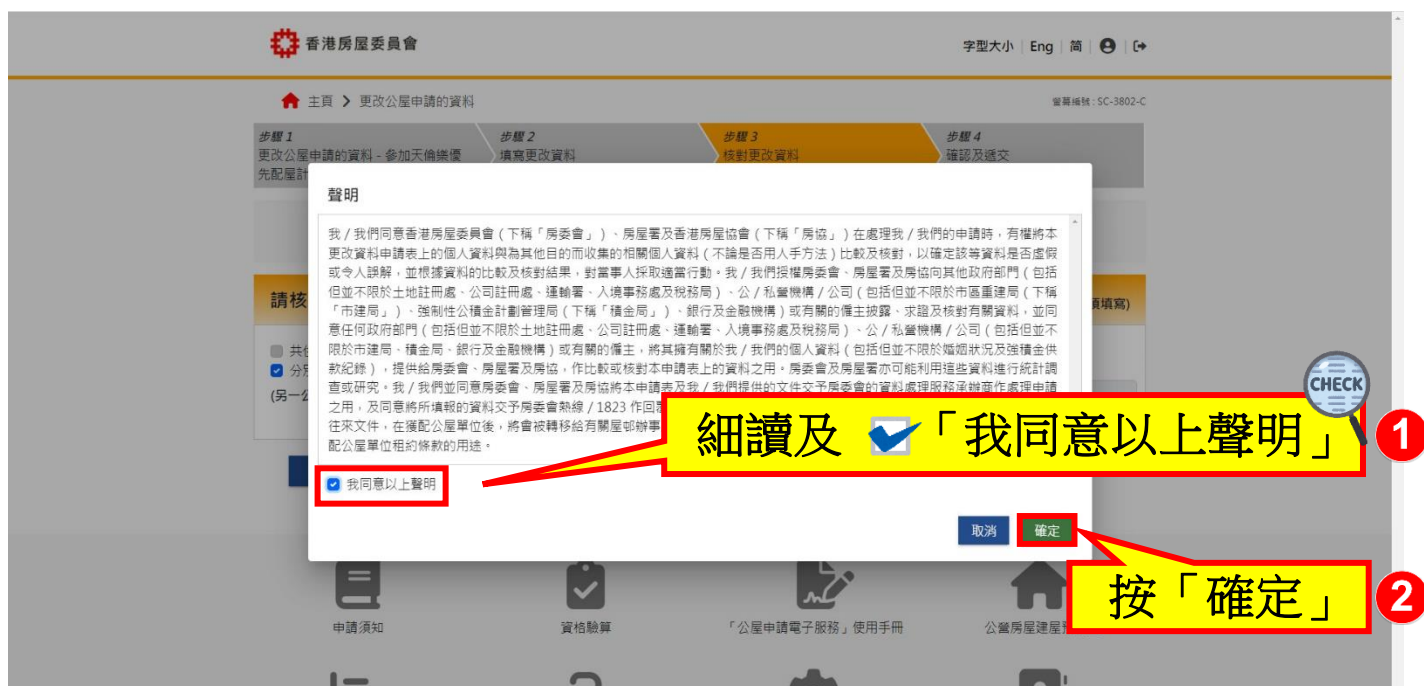 香港房屋委員會
字型大小 | Eng | 简
主頁 > 更改公屋申請的資料
螢幕編號 : SC-3802-C
步驟 1
更改公屋申請的資料 - 參加天倫樂優
先配屋計
步驟 2
填寫更改資料
步驟 3
核對更改資料
步驟 4
確認及遞交
聲明
我 / 我們同意香港房屋委員會 ( 下稱「房委會」) 、房屋署及香港房屋協會 ( 下稱「房協」) 在處理我 / 我們的申請時，有權將本
更改資料申請表上的個人資料與為其他目的而收集的相關個人資料 ( 不論是否用人手方法 ) 比較及核對，以確定該等資料是否虛假
或令人誤解，並根據資料的比較及核對結果，對當事人採取適當行動。我 / 我們授權房委會、房屋署及房協向其他政府部門 ( 包括
但並不限於土地註冊處、公司註冊處、運輸署、入境事務處及稅務局 ) 、公 / 私營機構 / 公司 ( 包括但並不限於市區重建局 ( 下稱
「市建局」) 、強制性公積金計劃管理局 ( 下稱「積金局」) 、銀行及金融機構 ) 或有關的僱主披露、求證及核對有關資料，並同
意任何政府部門 ( 包括但並不限於土地註冊處、公司註冊處、運輸署、入境事務處及稅務局 ) 、公 / 私營機構 / 公司 ( 包括但並不
限於市建局、積金局、銀行及金融機構 ) 或有關的僱主，將其擁有關於我 / 我們的個人資料 ( 包括但並不限於婚姻狀況及強積金供
款紀錄 ) ，提供給房委會、房屋署及房協，作比較或核對本申請表上的資料之用。房委會及房屋署亦可能利用這些資料進行統計調
查或研究。我 / 我們並同意房委會、房屋署及房協將本申請表及我 / 我們提供的文件交予房委會的資料處理服務承辦商作處理申請
之用，及同意將所填報的資料交予房委會熱線 / 1823 作回
往來文件，在獲配公屋單位後，將會被轉移給有關屋邨辦事
配公屋單位租約條款的用途。
請核
須填寫)
共住
分別
(另一公
我同意以上聲明
取消
確定
CHECK
細讀及 「我同意以上聲明」 1
按「確定」 2
申請須知
資格驗算
「公屋申請電子服務」使用手冊
公營房屋建屋